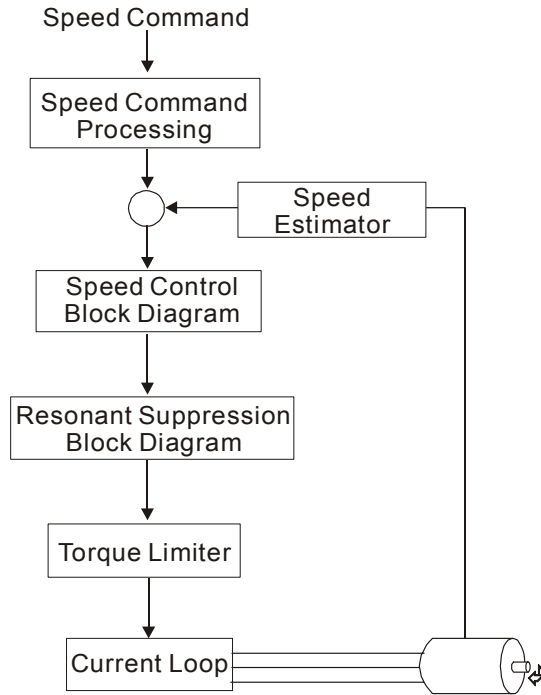 Speed Command
Speed Command
Processing
Speed
Estimator
Speed Control
Block Diagram
Resonant Suppression
Block Diagram
Torque Limiter
Current Loop